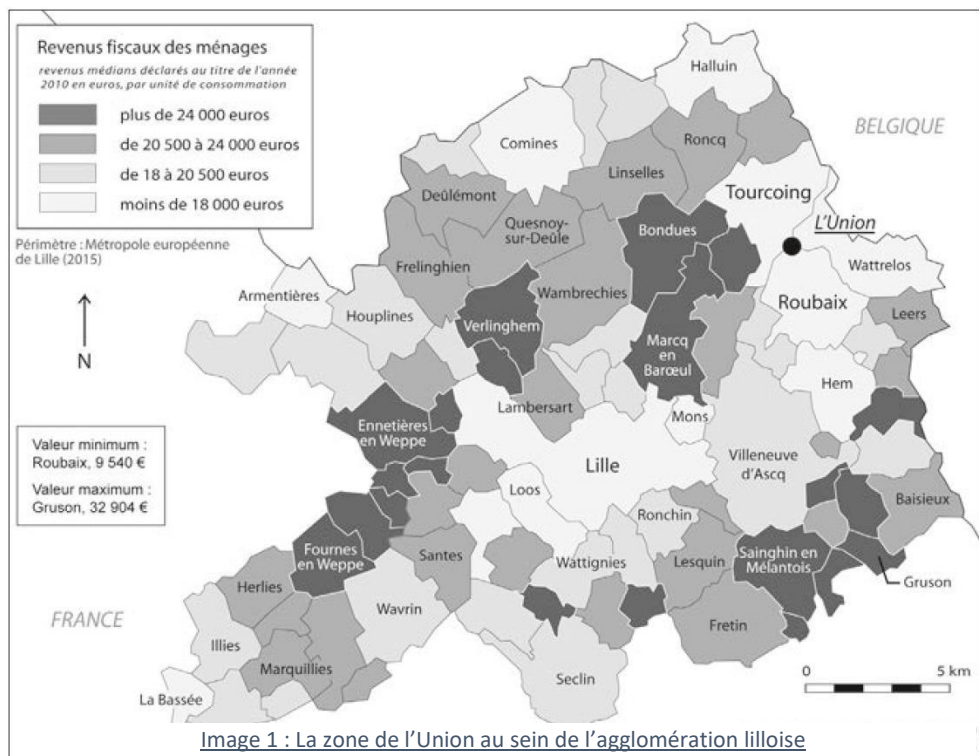 Revenus fiscaux des ménages
revenus médians déclarés au titre de l'année
2010 en euros, par unité de consommation
plus de 24 000 euros
de 20 500 à 24 000 euros
de 18 à 20 500 euros
moins de 18 000 euros
Périmètre : Métropole européenne
de Lille (2015)
N
Valeur minimum :
Roubaix, 9 540 €
Valeur maximum :
Gruson, 32 904 €
BELGIQUE
FRANCE
Halluin
Comines
Roncq
Linselles
Deûlémont
Tourcoing
Quesnoy-
sur-Deûle
Bondues
L'Union
Frelinghien
Wattrelos
Armentières
Wambrechies
Roubaix
Houplines
Verlinghem
Leers
Marcq
en
Barœul
Hem
Lambersart
Mons
Ennetières
en Weppe
Lille
Villeneuve
d'Ascq
Loos
Baisieux
Ronchin
Fournes
en Weppe
Santes
Wattignies
Lesquin
Sainghin en
Mélantois
Gruson
Herlies
Wavrin
Fretin
Illies
Marquillies
Seclin
La Bassée
0 5 km
Image 1 : La zone de l'Union au sein de l'agglomération lilloise